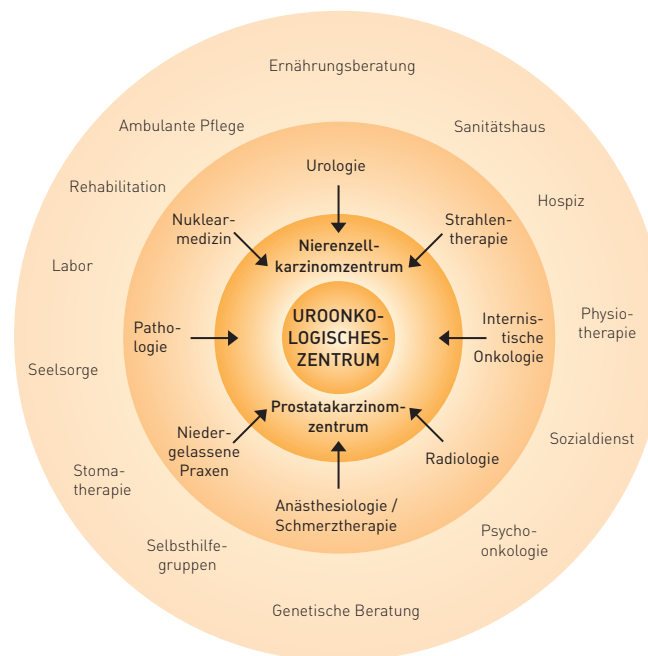 Ernährungsberatung
Ambulante Pflege
Sanitätshaus
Rehabilitation
Hospiz
Labor
Physio-
therapie
Seelsorge
Sozialdienst
Stoma-
therapie
Psycho-
onkologie
Selbsthilfe-
gruppen
Genetische Beratung
Urologie
Nuklear-
medizin
Strahlen-
therapie
Patho-
logie
Internis-
tische
Onkologie
Nieder-
gelassene
Praxen
Radiologie
Anästhesiologie /
Schmerztherapie
Nierenzell-
karzinomzentrum
UROONKO-
LOGISCHES-
ZENTRUM
Prostatakarzinom-
zentrum